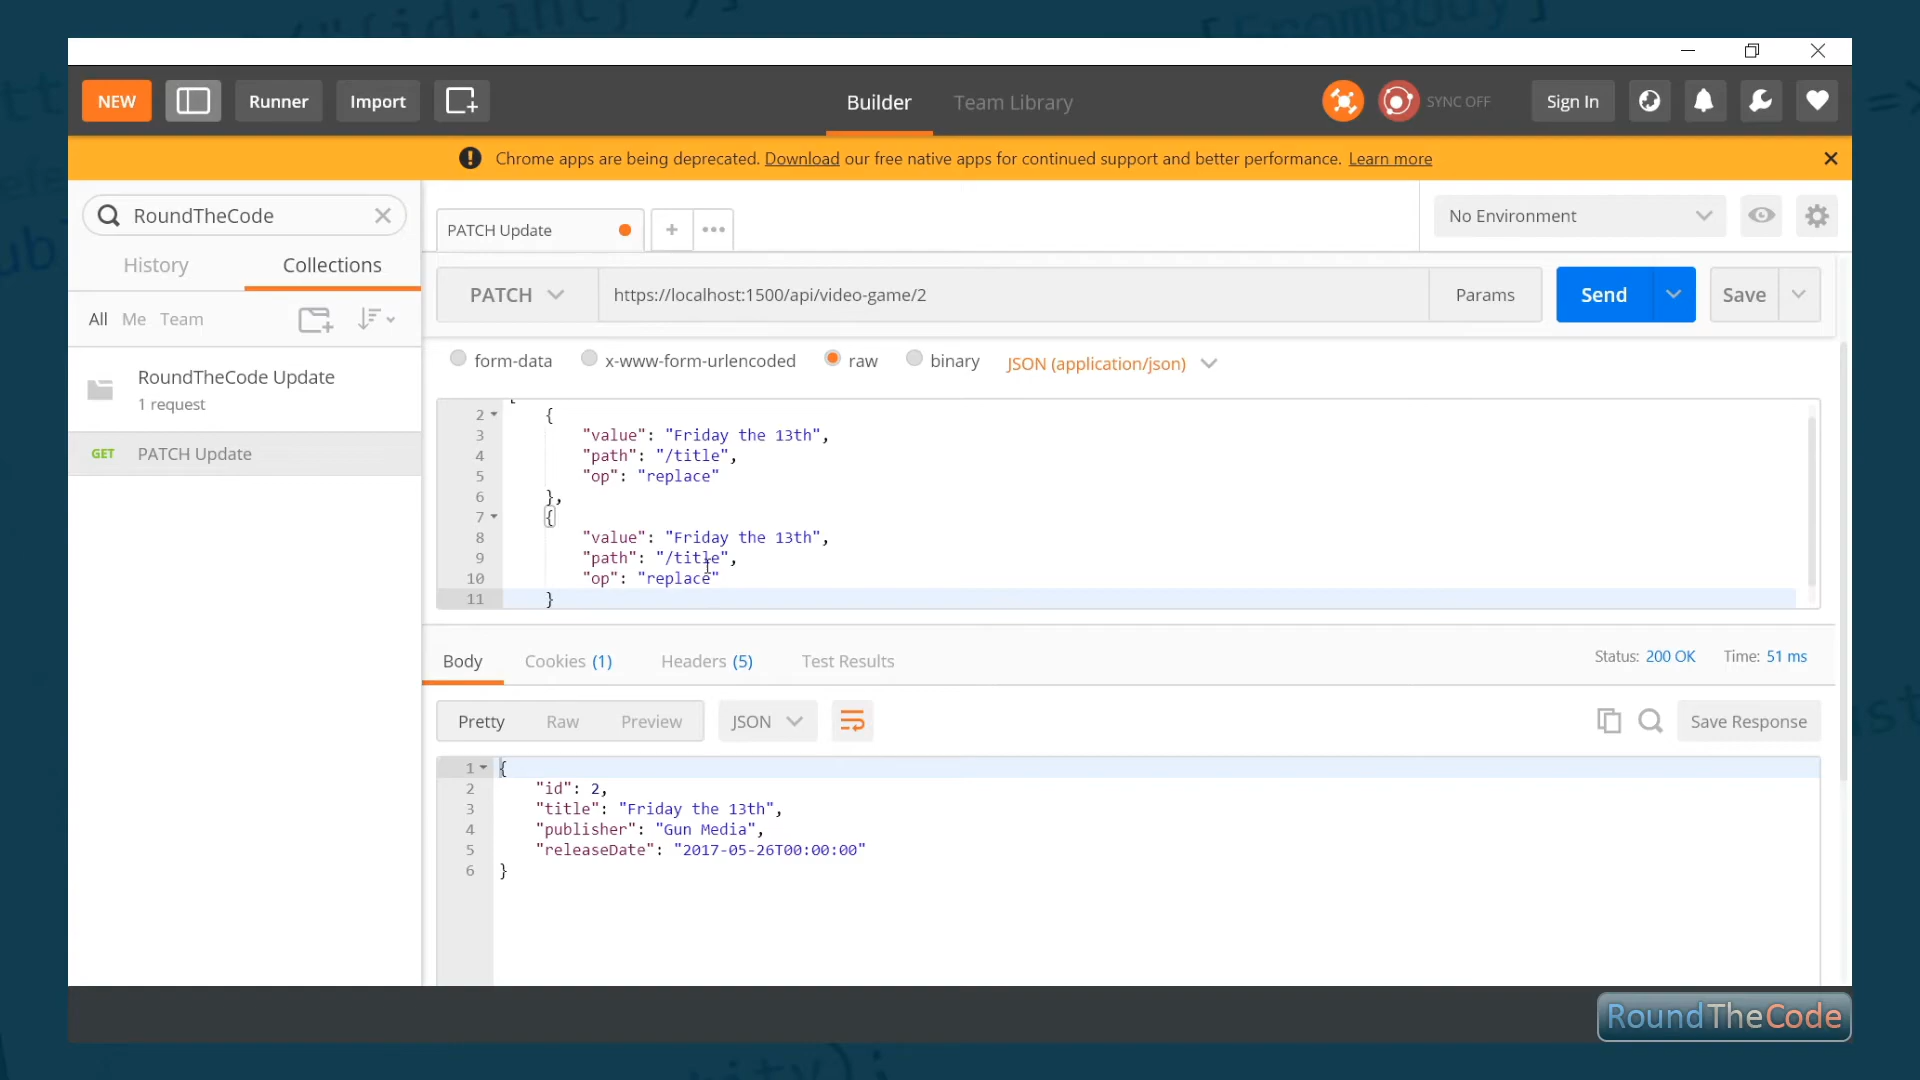 NEW
Runner
Import
Builder
Team Library
SYNC OFF
Sign In
Chrome apps are being deprecated. Download our free native apps for continued support and better performance. Learn more
RoundTheCode
History
Collections
All Me Team
RoundTheCode Update
1 request
GET PATCH Update
PATCH Update
No Environment
PATCH
https://localhost:1500/api/video-game/2
Params
Send
Save
form-data
x-www-form-urlencoded
raw
binary
JSON (application/json)
2 {
3 "value": "Friday the 13th",
4 "path": "/title",
5 "op": "replace"
6 },
7 {
8 "value": "Friday the 13th",
9 "path": "/title",
10 "op": "replace"
11 }
Body
Cookies (1)
Headers (5)
Test Results
Status: 200 OK
Time: 51 ms
Pretty
Raw
Preview
JSON
Save Response
1 {
2 "id": 2,
3 "title": "Friday the 13th",
4 "publisher": "Gun Media",
5 "releaseDate": "2017-05-26T00:00:00"
6 }
RoundTheCode